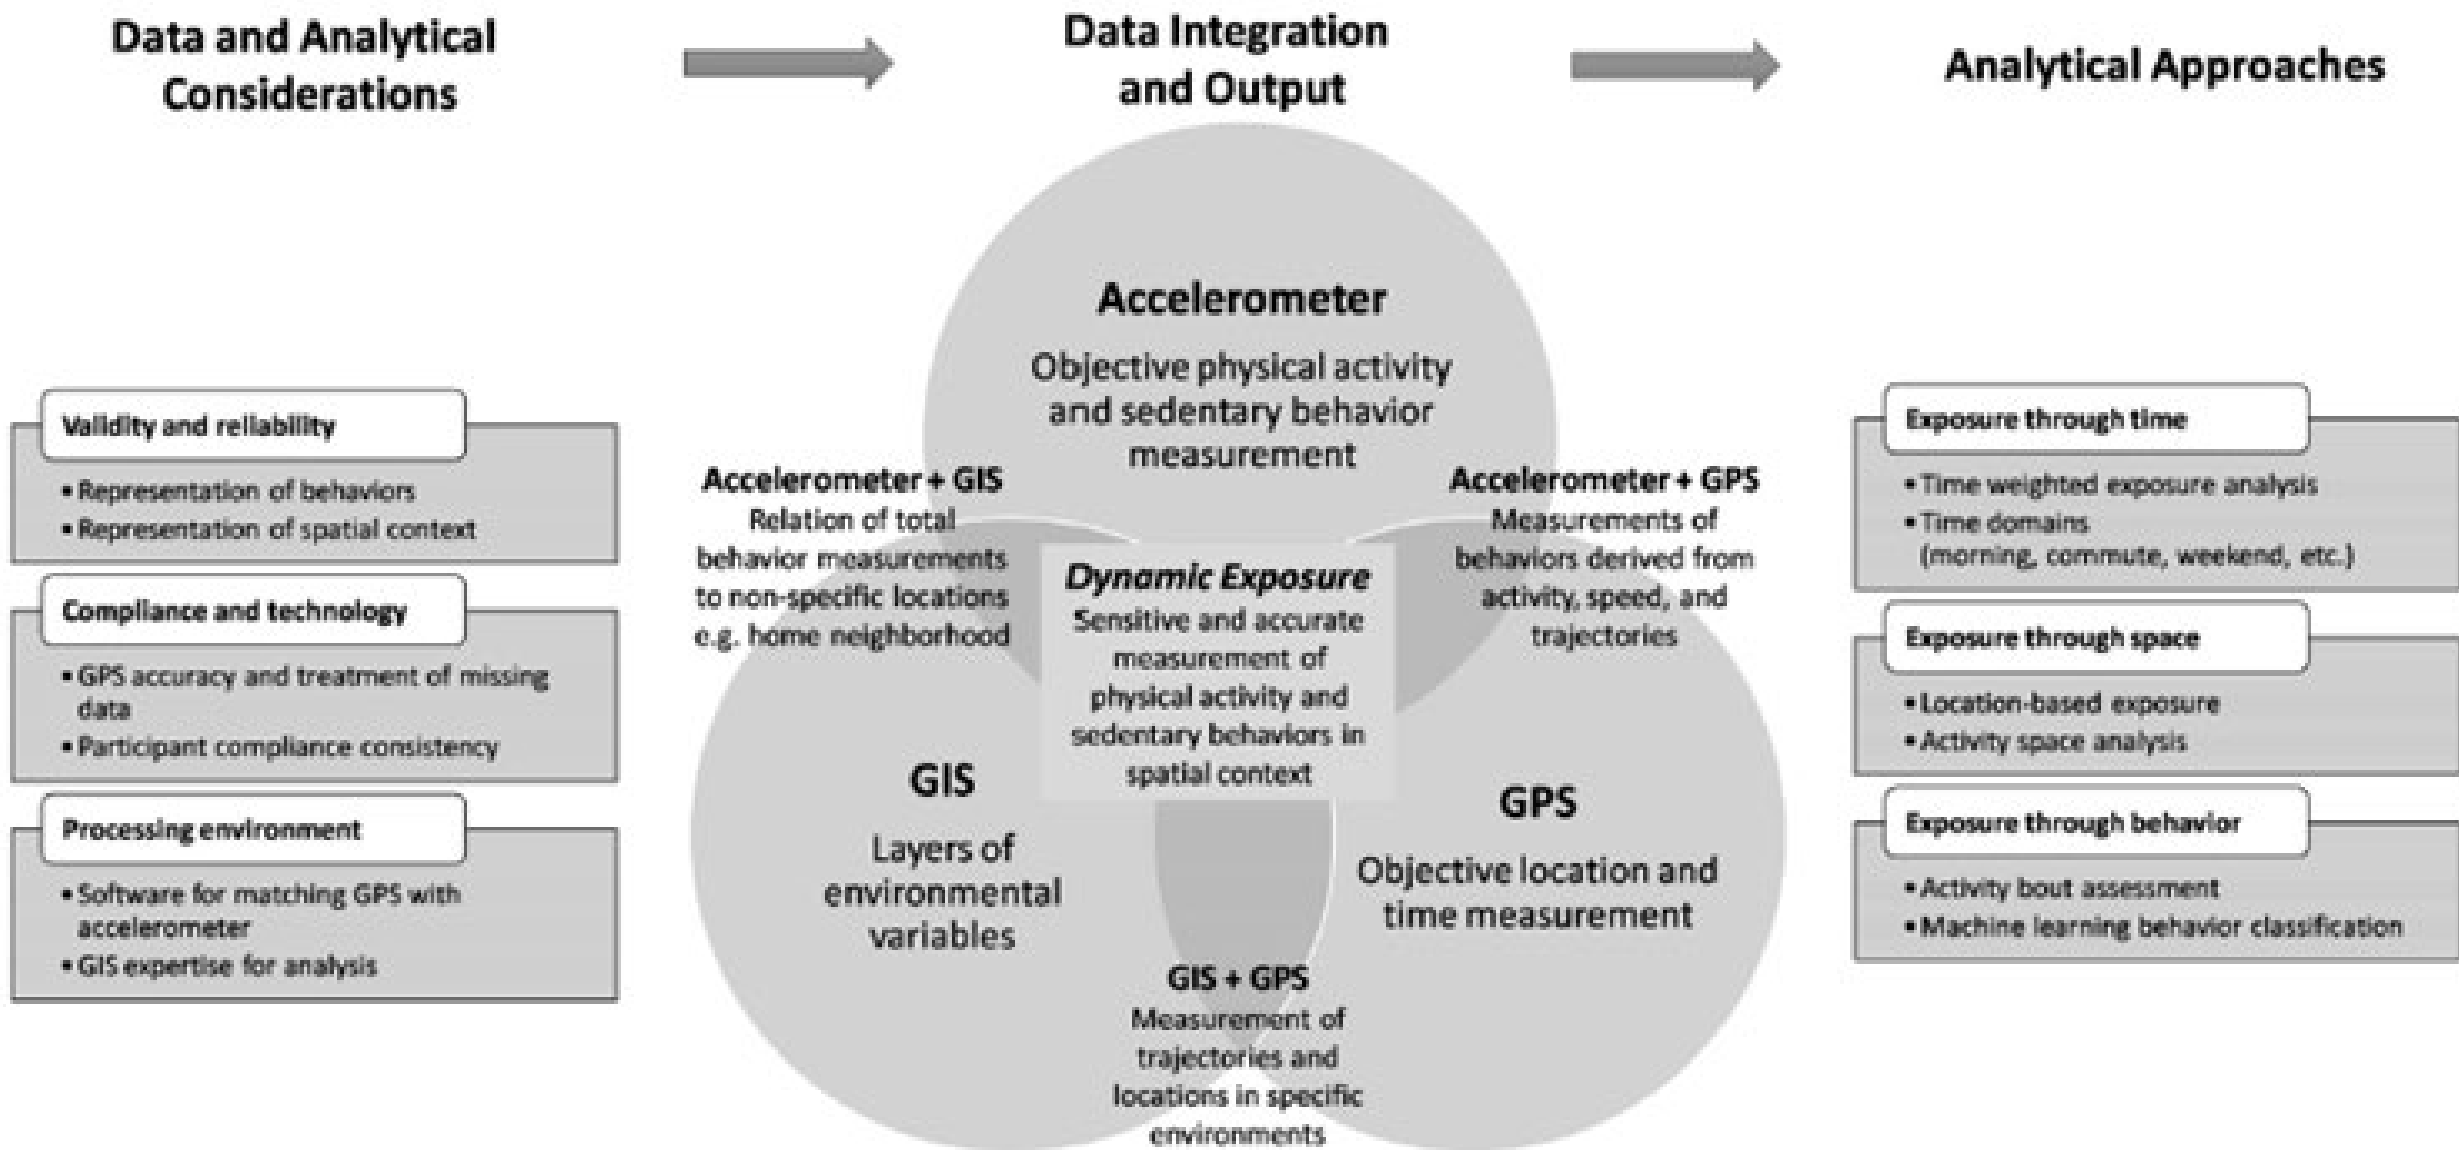 Data and Analytical
Considerations
Data Integration
and Output
Analytical Approaches
Validity and reliability
• Representation of behaviors
• Representation of spatial context
Compliance and technology
• GPS accuracy and treatment of missing
data
• Participant compliance consistency
Processing environment
• Software for matching GPS with
accelerometer
• GIS expertise for analysis
Accelerometer
Objective physical activity
and sedentary behavior
measurement
Accelerometer + GIS
Relation of total
behavior measurements
to non-specific locations
e.g. home neighborhood
Accelerometer + GPS
Measurements of
behaviors derived from
activity, speed, and
trajectories
Dynamic Exposure
Sensitive and accurate
measurement of
physical activity and
sedentary behaviors in
spatial context
GIS
Layers of
environmental
variables
GPS
Objective location and
time measurement
GIS + GPS
Measurement of
trajectories and
locations in specific
environments
Exposure through time
• Time weighted exposure analysis
• Time domains
(morning, commute, weekend, etc.)
Exposure through space
• Location-based exposure
• Activity space analysis
Exposure through behavior
• Activity bout assessment
• Machine learning behavior classification